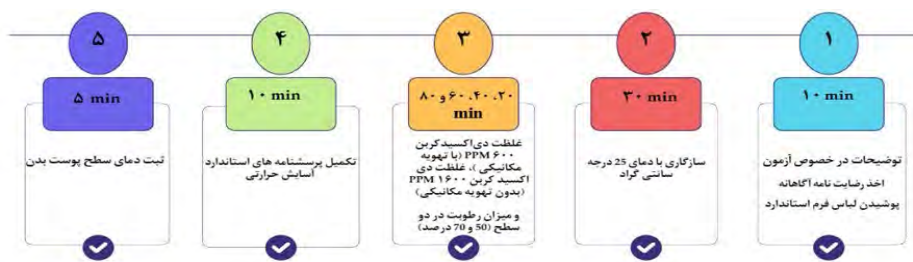 ۱
۱۰ min
توضیحات در خصوص آزمون
اخذ رضایت نامه آگاهانه
پوشیدن لباس فرم استاندارد
۲
۳۰ min
سازگاری با دمای 25 درجه
سانتی گراد
۳
۲۰، ۴۰، ۶۰ و ۸۰
min
غلظت دی‌اکسیدکربن
۶۰۰ PPM (با تهویه
مکانیکی )، غلظت دی
اکسید کربن ۱۶۰۰ PPM
(بدون تهویه مکانیکی)
و میزان رطوبت در دو
سطح (50 و 70 درصد)
۴
۱۰ min
تکمیل پرسشنامه های استاندارد
آسایش حرارتی
۵
۵ min
ثبت دمای سطح پوست بدن